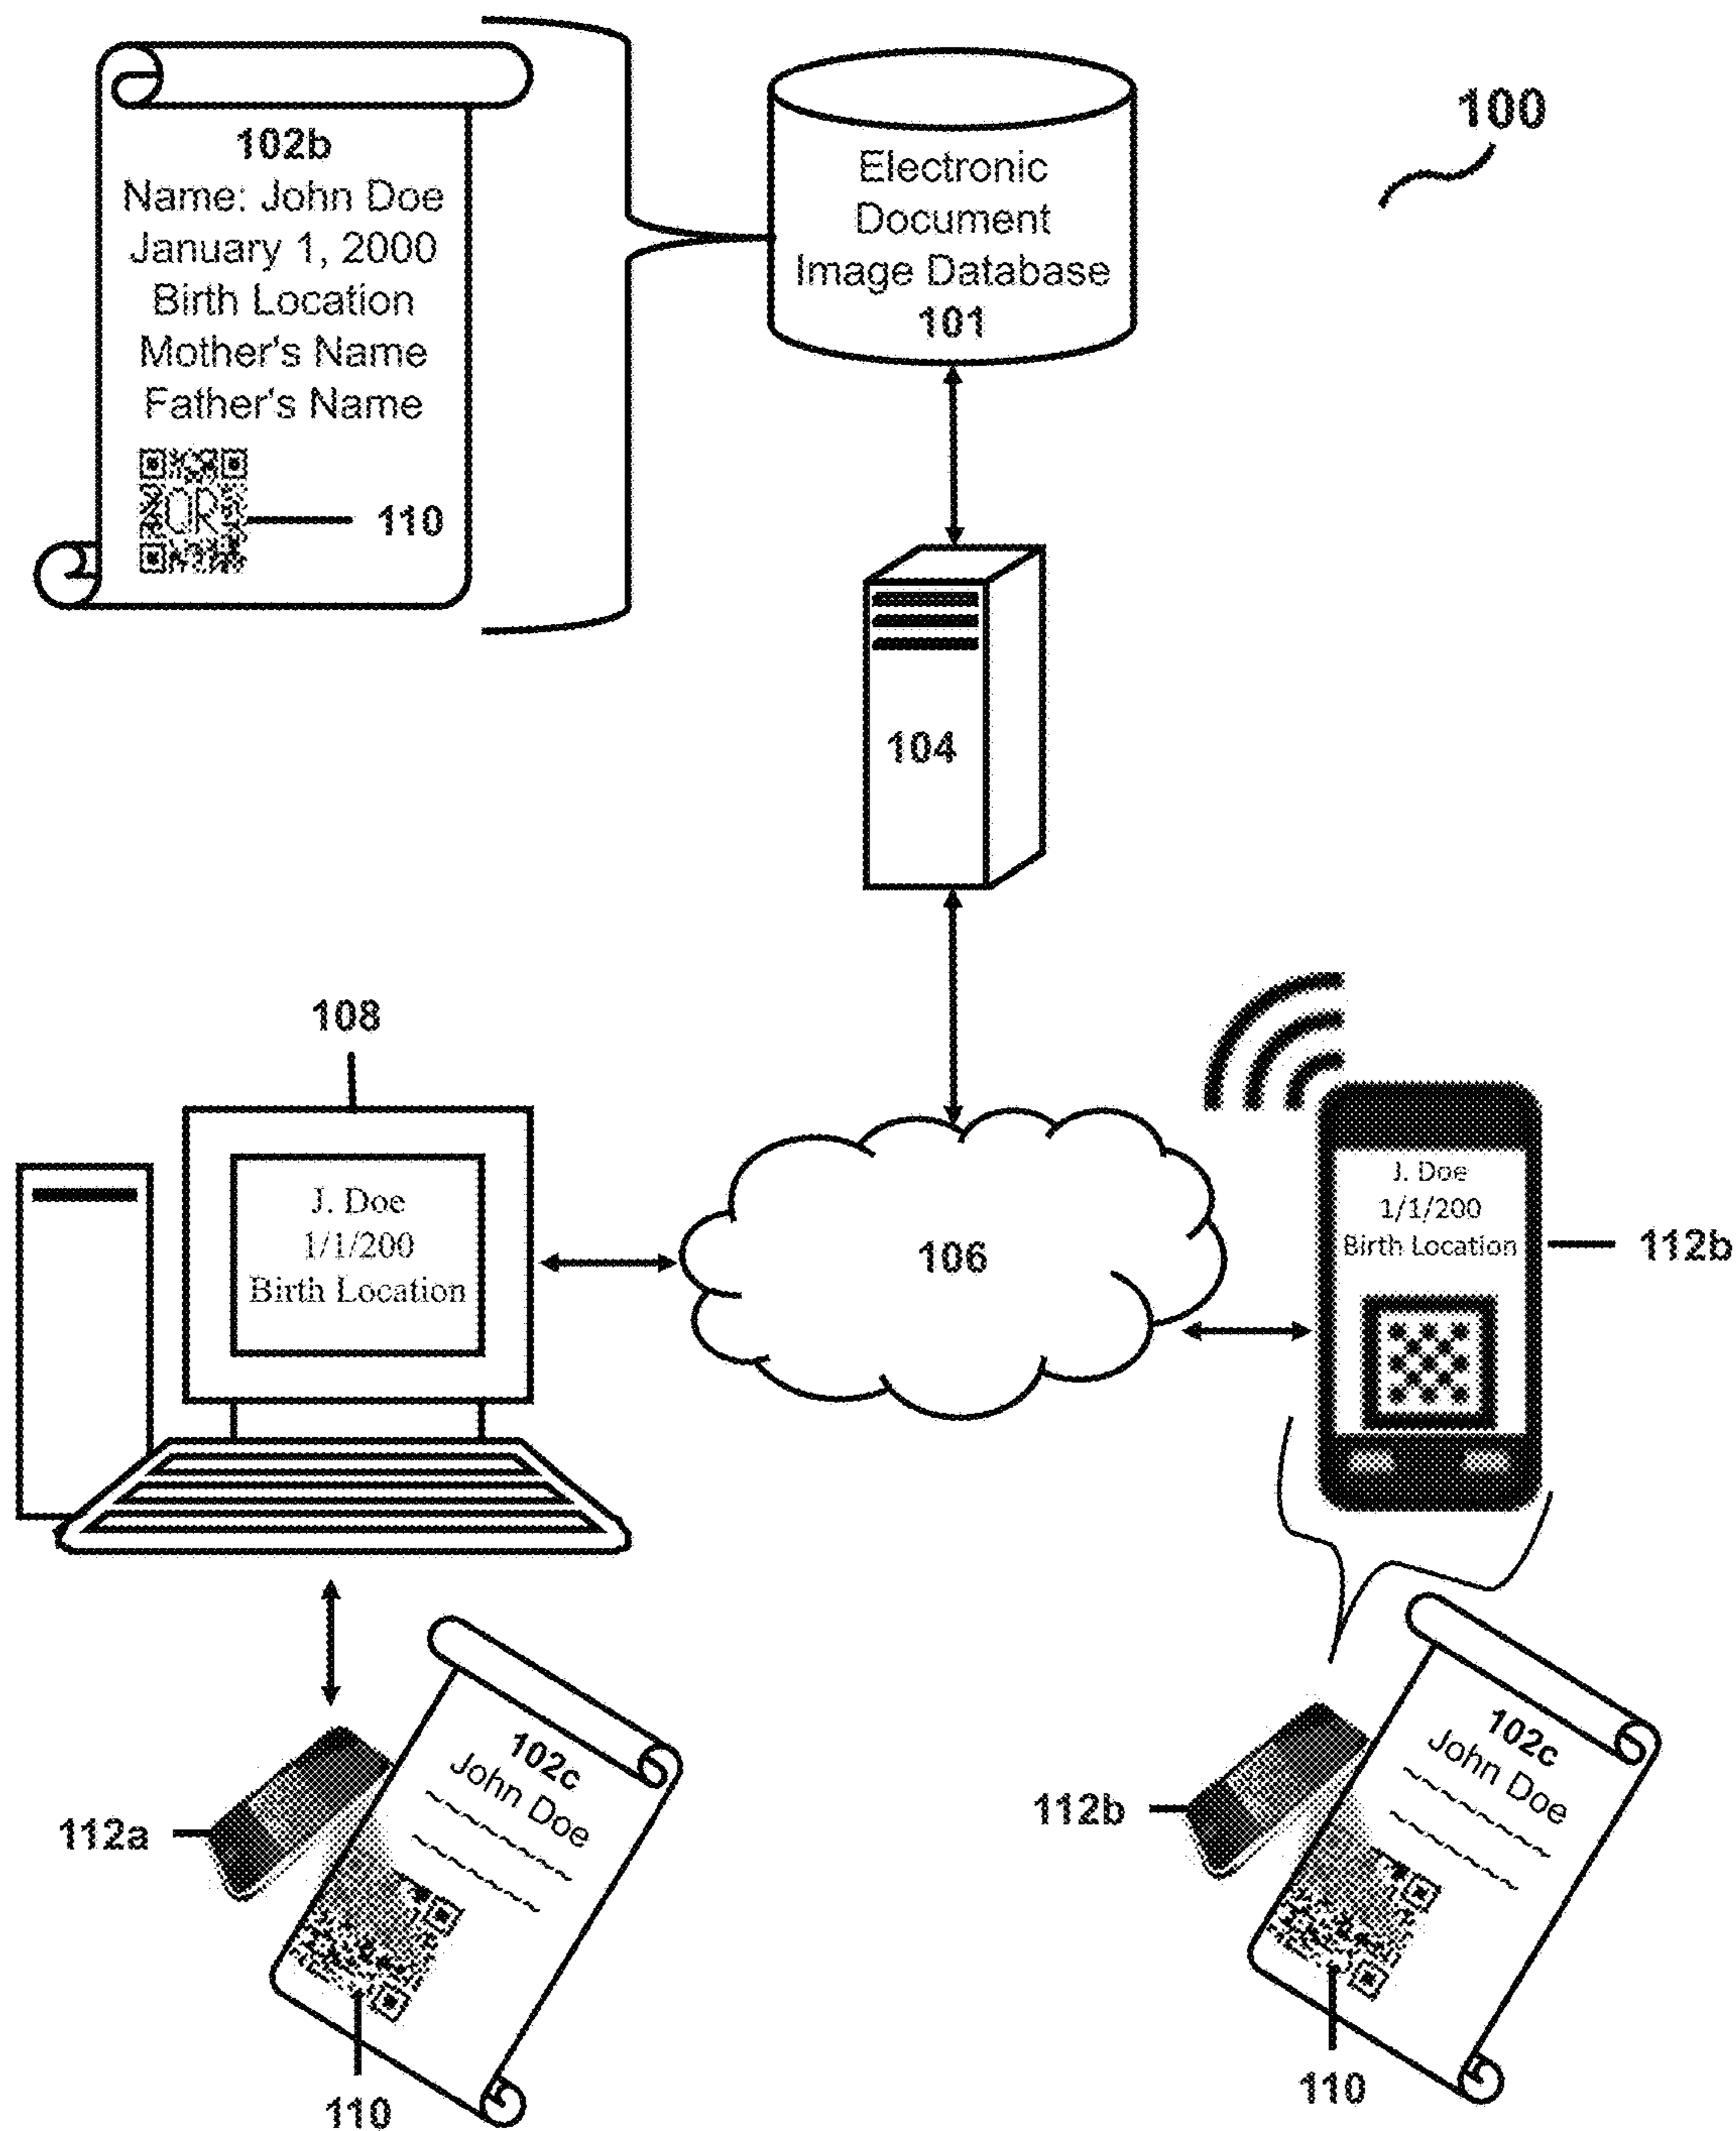 102b
Name: John Doe
January 1, 2000
Birth Location
Mother's Name
Father's Name
QR
110
Electronic
Document
Image Database
101
100
104
108
J. Doe
1/1/200
Birth Location
106
J. Doe
1/1/200
Birth Location
112b
102c
John Doe
112a
110
102c
John Doe
112b
110